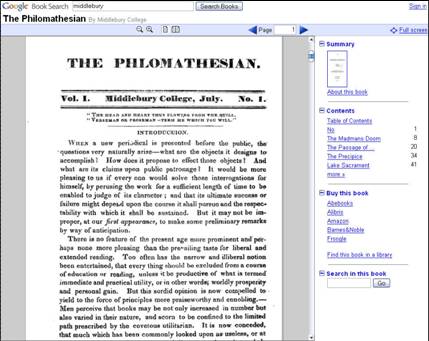 Google Book Search middlebury Search Books Sign in
The Philomathesian By Middlebury College
Page 1 Full screen
THE PHILOMATHESIAN.
Vol. I. Middlebury College, July. No. 1.
"The head and heart thus flowing from the quill,
"Verseman or proseman—term me which you will."
INTRODUCTION.
When a new periodical is presented before the public, the
questions very naturally arise—what are the objects it designs to
accomplish? How does it propose to effect those objects? And
what are its claims upon public patronage? It would be more
pleasing to us if every one would solve those interrogations for
himself, by perusing the work for a sufficient length of time to be
enabled to judge of its character; and that its ultimate success or
failure might depend upon the course it shall pursue and the respec-
tability with which it shall be sustained. But it may not be im-
proper, at our first appearance, to make some preliminary remarks
by way of anticipation.
There is no feature of the present age more prominent and per-
haps none more pleasing than the prevailing taste for liberal and
extended reading. Too often has the narrow and illiberal notion
been entertained, that every thing should be excluded from a course
of education or reading, unless it be productive of what is termed
immediate and practical utility, or in other words, worldly prosperity
and personal gain. But this sordid opinion is now compelled to
yield to the force of principles more praiseworthy and ennobling.—
Men perceive that books may be not only increased in number but
also varied in their nature, and scorn to be confined to the limited
path prescribed by the covetous utilitarian. It is now conceded,
that much which has been commonly looked upon as useless, or at
Summary
About this book
Contents
Table of Contents
No 1
The Madmans Doom 8
The Passage of ... 20
The Precipice 34
Lake Sacrament 41
more »
Buy this book
Abebooks
Alibris
Amazon
Barnes&Noble
Froogle
Find this book in a library
Search in this book
Go